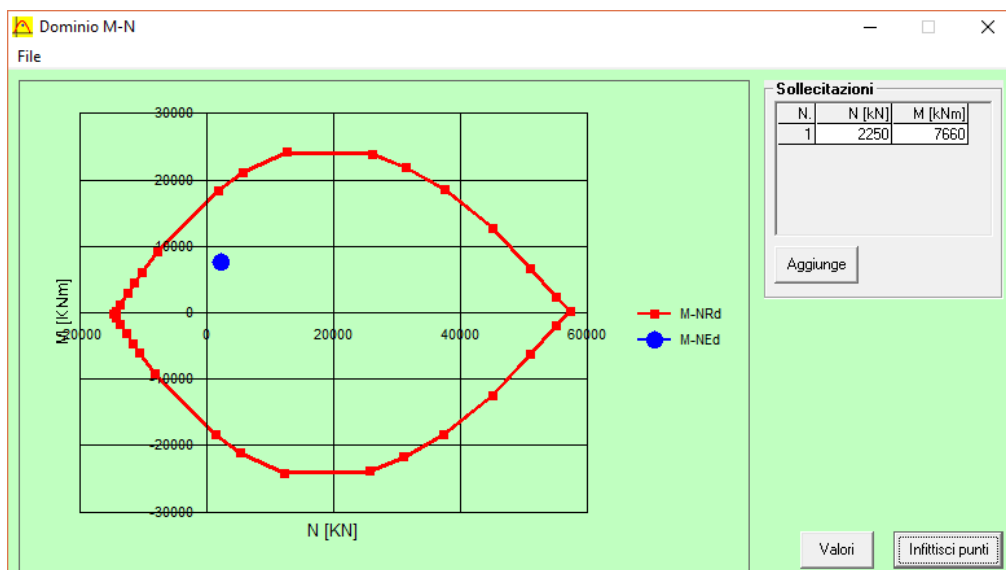 Dominio M-N
File
30000
20000
10000
0
-20000 0 20000 40000 60000
-10000
-20000
-30000
M [KNm]
N [KN]
M-NRd
M-NEd
Sollecitazioni
N. N [kN] M [kNm]
1 2250 7660
Aggiunge
Valori
Infittisci punti